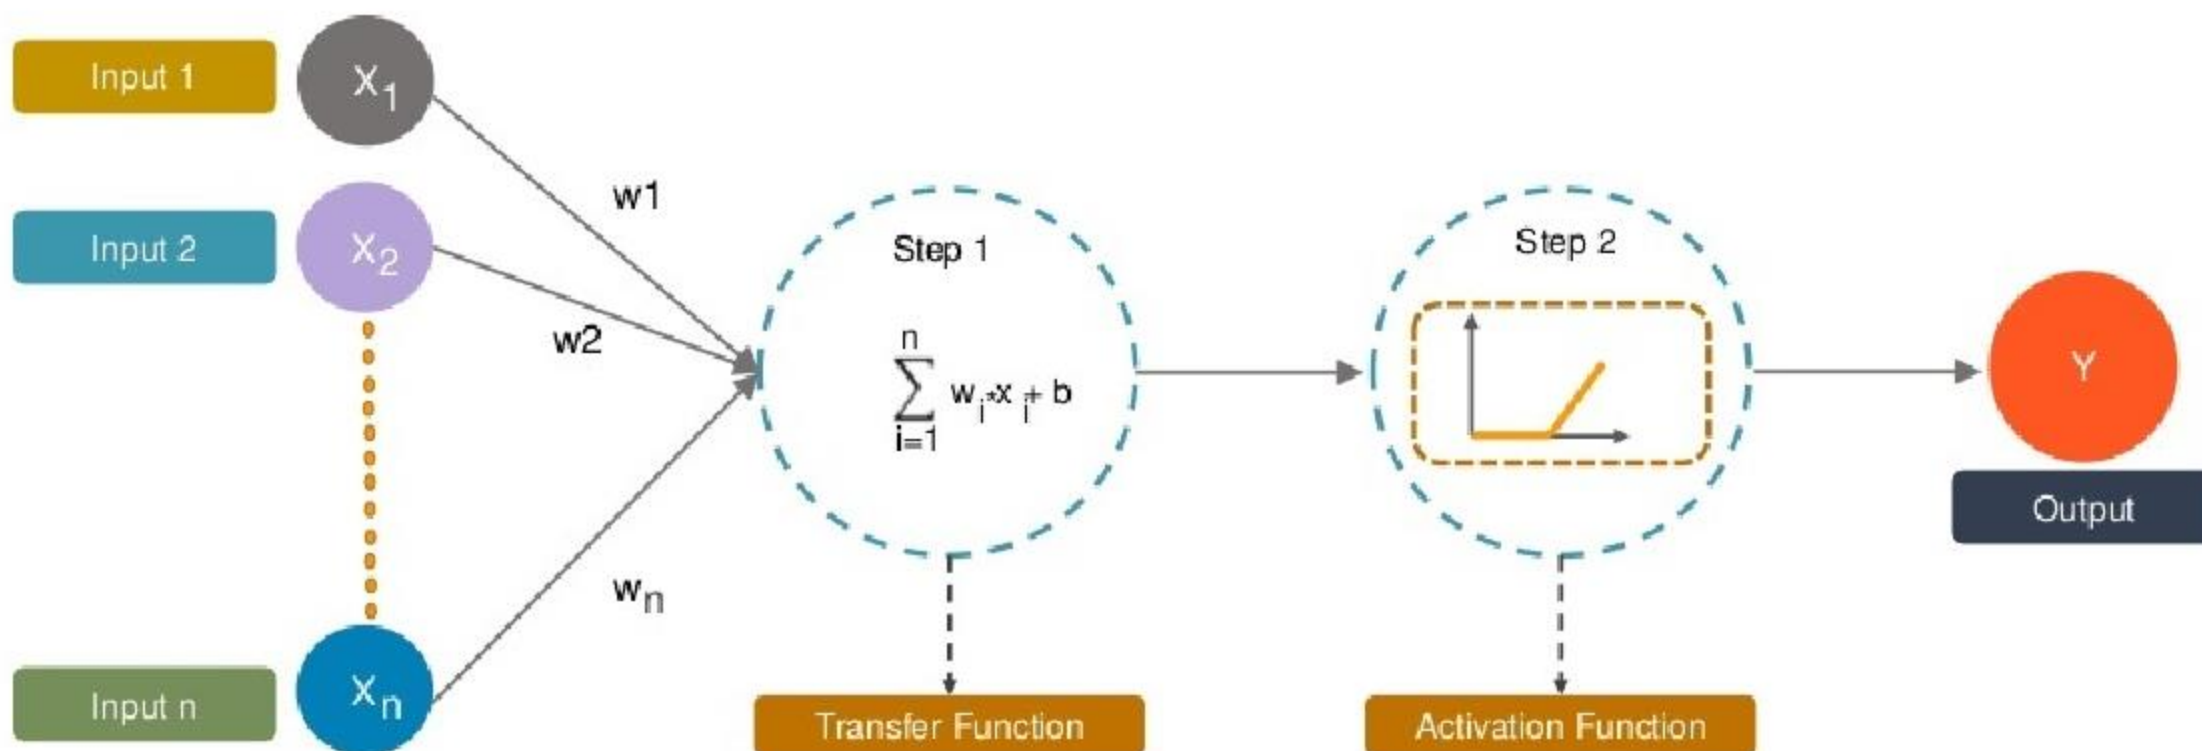 Input 1
X1
w1
Input 2
X2
w2
Step 1
n
∑ wi*xi + b
i=1
Step 2
Y
Output
wn
Input n
Xn
Transfer Function
Activation Function